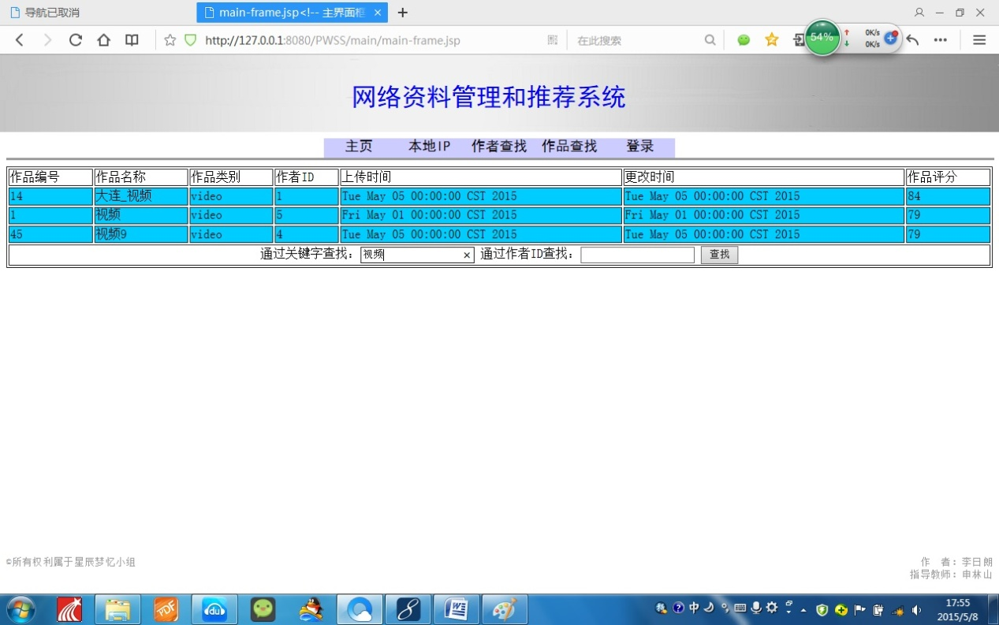 导航已取消
main-frame.jsp<!-- 主界面框
http://127.0.0.1:8080/PWSS/main/main-frame.jsp
在此搜索
54%
0K/s
0K/s
网络资料管理和推荐系统
主页 本地IP 作者查找 作品查找 登录
作品编号 作品名称 作品类别 作者ID 上传时间 更改时间 作品评分
14 大连_视频 video 1 Tue May 05 00:00:00 CST 2015 Tue May 05 00:00:00 CST 2015 84
1 视频 video 5 Fri May 01 00:00:00 CST 2015 Fri May 01 00:00:00 CST 2015 79
45 视频9 video 4 Tue May 05 00:00:00 CST 2015 Tue May 05 00:00:00 CST 2015 79
通过关键字查找： 视频 × 通过作者ID查找： 查找
©所有权利属于星辰梦忆小组
作 者：李日朗
指导教师：申林山
PDF
du
中
17:55
2015/5/8